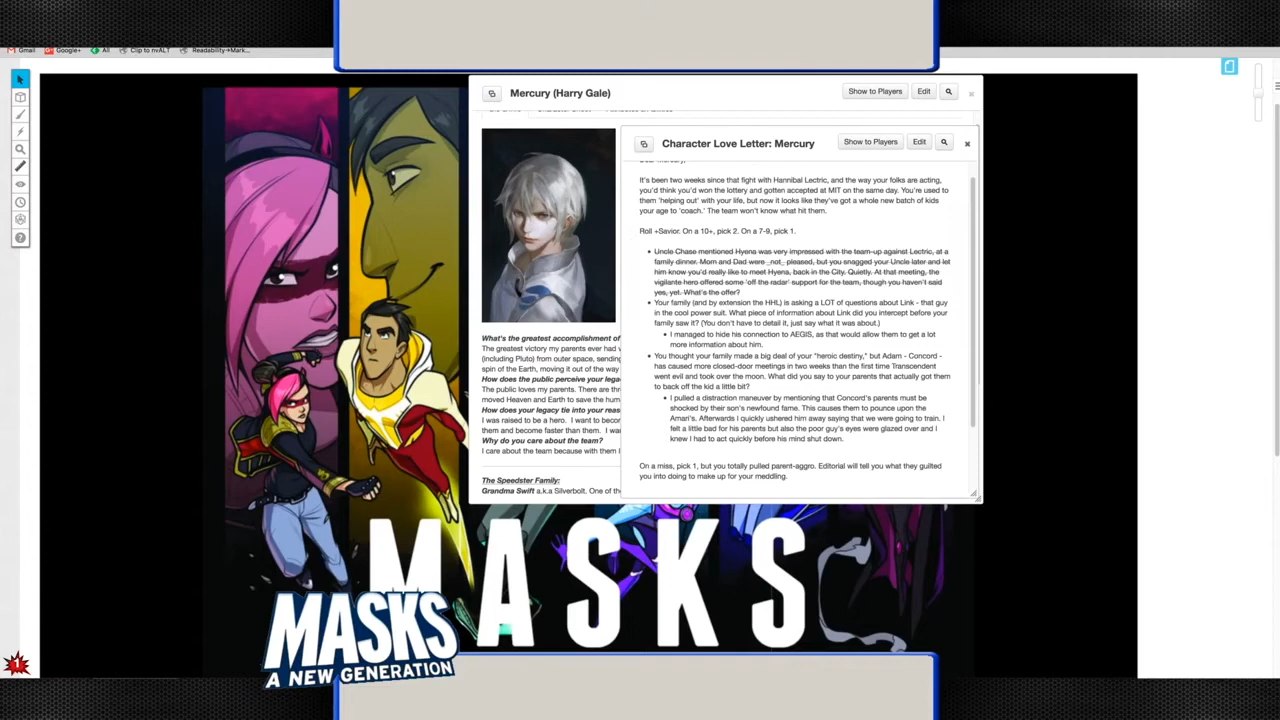 Gmail
Google+
All
Clip to nvALT
Readability→Mark...
Mercury (Harry Gale)
Show to Players
Edit
Character Love Letter: Mercury
Show to Players
Edit
Dear Mercury,
It's been two weeks since that fight with Hannibal Lectric, and the way your folks are acting,
you'd think you'd won the lottery and gotten accepted at MIT on the same day. You're used to
them 'helping out' with your life, but now it looks like they've got a whole new batch of kids
your age to 'coach.' The team won't know what hit them.
Roll +Savior. On a 10+, pick 2. On a 7-9, pick 1.
Uncle Chase mentioned Hyena was very impressed with the team-up against Lectric, at a
family dinner. Mom and Dad were _not_ pleased, but you snagged your Uncle later and let
him know you'd really like to meet Hyena, back in the City. Quietly. At that meeting, the
vigilante hero offered some 'off the radar' support for the team, though you haven't said
yes, yet. What's the offer?
Your family (and by extension the HHL) is asking a LOT of questions about Link - that guy
in the cool power suit. What piece of information about Link did you intercept before your
family saw it? (You don't have to detail it, just say what it was about.)
I managed to hide his connection to AEGIS, as that would allow them to get a lot
more information about him.
You thought your family made a big deal of your "heroic destiny," but Adam - Concord -
has caused more closed-door meetings in two weeks than the first time Transcendent
went evil and took over the moon. What did you say to your parents that actually got them
to back off the kid a little bit?
I pulled a distraction maneuver by mentioning that Concord's parents must be
shocked by their son's newfound fame. This causes them to pounce upon the
Amari's. Afterwards I quickly ushered him away saying that we were going to train. I
felt a little bad for his parents but also the poor guy's eyes were glazed over and I
knew I had to act quickly before his mind shut down.
On a miss, pick 1, but you totally pulled parent-aggro. Editorial will tell you what they guilted
you into doing to make up for your meddling.
What's the greatest accomplishment of
The greatest victory my parents ever had
(including Pluto) from outer space, sending
spin of the Earth, moving it out of the way
How does the public perceive your lega
The public loves my parents. There are thr
moved Heaven and Earth to save the hum
How does your legacy tie into your reas
I was raised to be a hero. I want to becor
them and become faster than them. I wa
Why do you care about the team?
I care about the team because with them I
The Speedster Family:
Grandma Swift a.k.a Silverbolt. One of the
MASKS
MASKS
A NEW GENERATION
1